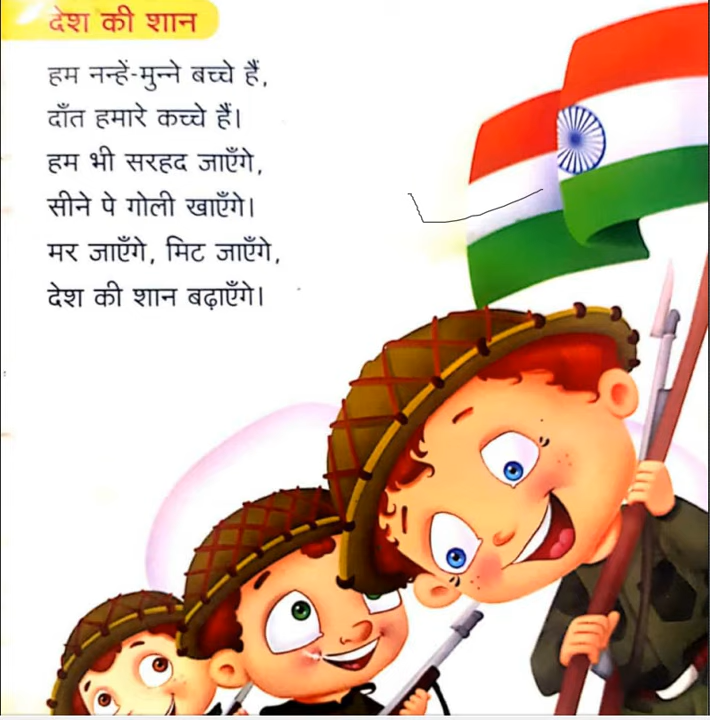 देश की शान
हम नन्हें-मुन्ने बच्चे हैं,
दाँत हमारे कच्चे हैं।
हम भी सरहद जाएँगे,
सीने पे गोली खाएँगे।
मर जाएँगे, मिट जाएँगे,
देश की शान बढ़ाएँगे।